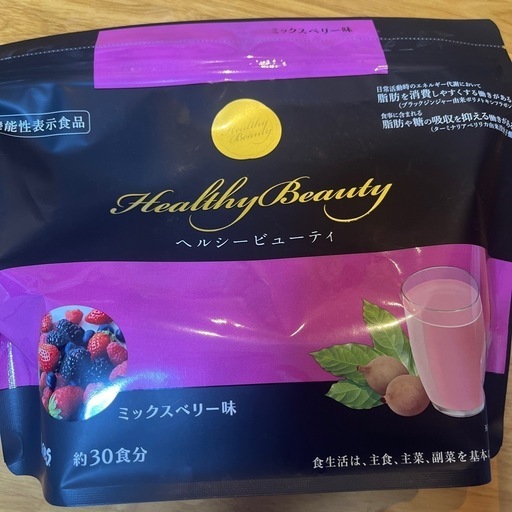 ミックスベリー味
日常活動時のエネルギー代謝において
脂肪を消費しやすくする働きがある
(ブラックジンジャー由来ポリメトキシフラボン
食事に含まれる
脂肪や糖の吸収を抑える働きがある
(ターミナリアベリリカ由来
能性表示食品
Healthy Beauty
Healthy Beauty
ヘルシービューティ
ミックスベリー味
約30食分
食生活は、主食、主菜、副菜を基本